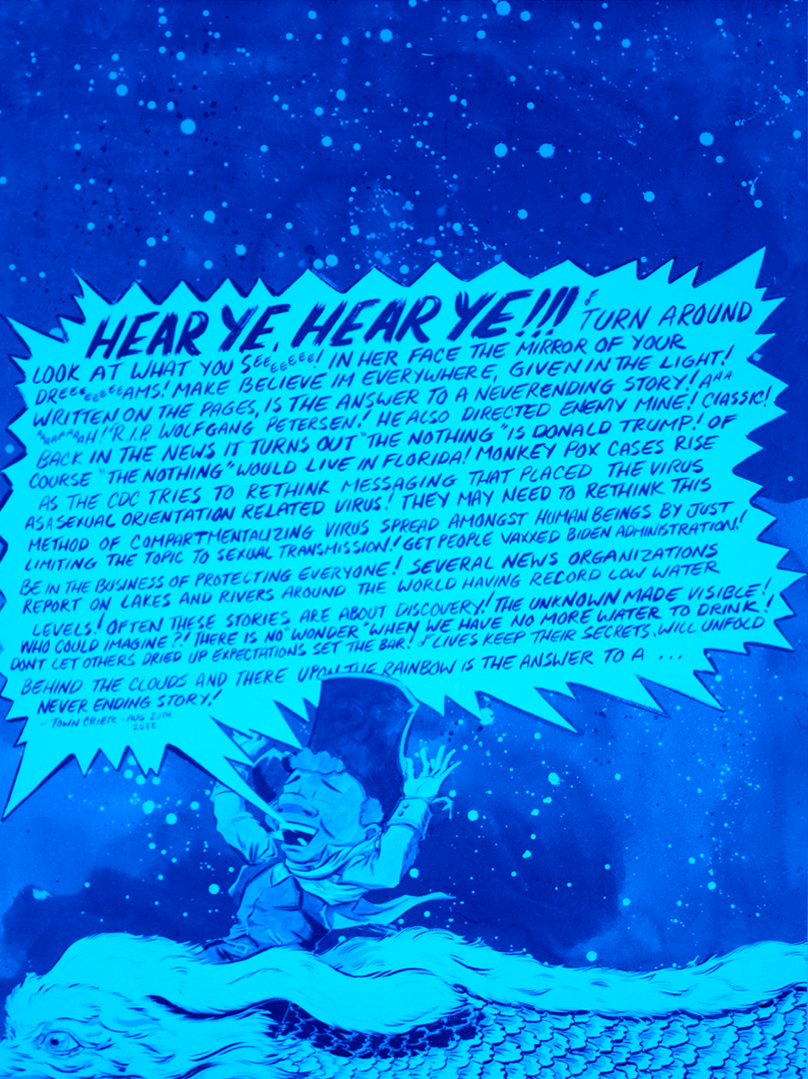 HEAR YE, HEAR YE!!! ♪ TURN AROUND
LOOK AT WHAT YOU SEEEEEEE! IN HER FACE THE MIRROR OF YOUR
DREEEEEEEAMS! MAKE BELIEVE IM EVERYWHERE, GIVEN IN THE LIGHT!
WRITTEN ON THE PAGES, IS THE ANSWER TO A NEVERENDING STORY! AAA
AAAAAAH! R.I.P. WOLFGANG PETERSEN! HE ALSO DIRECTED ENEMY MINE! CLASSIC!
BACK IN THE NEWS IT TURNS OUT "THE NOTHING" IS DONALD TRUMP! OF
COURSE "THE NOTHING" WOULD LIVE IN FLORIDA! MONKEY POX CASES RISE
AS THE CDC TRIES TO RETHINK MESSAGING THAT PLACED THE VIRUS
AS A SEXUAL ORIENTATION RELATED VIRUS! THEY MAY NEED TO RETHINK THIS
METHOD OF COMPARTMENTALIZING VIRUS SPREAD AMONGST HUMAN BEINGS BY JUST
LIMITING THE TOPIC TO SEXUAL TRANSMISSION! GET PEOPLE VAXXED BIDEN ADMINISTRATION!
BE IN THE BUSINESS OF PROTECTING EVERYONE! SEVERAL NEWS ORGANIZATIONS
REPORT ON LAKES AND RIVERS AROUND THE WORLD HAVING RECORD LOW WATER
LEVELS! OFTEN THESE STORIES ARE ABOUT DISCOVERY! THE UNKNOWN MADE VISIBLE!
WHO COULD IMAGINE?! THERE IS NO "WONDER" WHEN WE HAVE NO MORE WATER TO DRINK!
DONT LET OTHERS DRIED UP EXPECTATIONS SET THE BAR! ♪ LIVES KEEP THEIR SECRETS, WILL UNFOLD
BEHIND THE CLOUDS AND THERE UPON THE RAINBOW IS THE ANSWER TO A ...
NEVER ENDING STORY!
- TOWN CRIER - AUG 20TH
2022